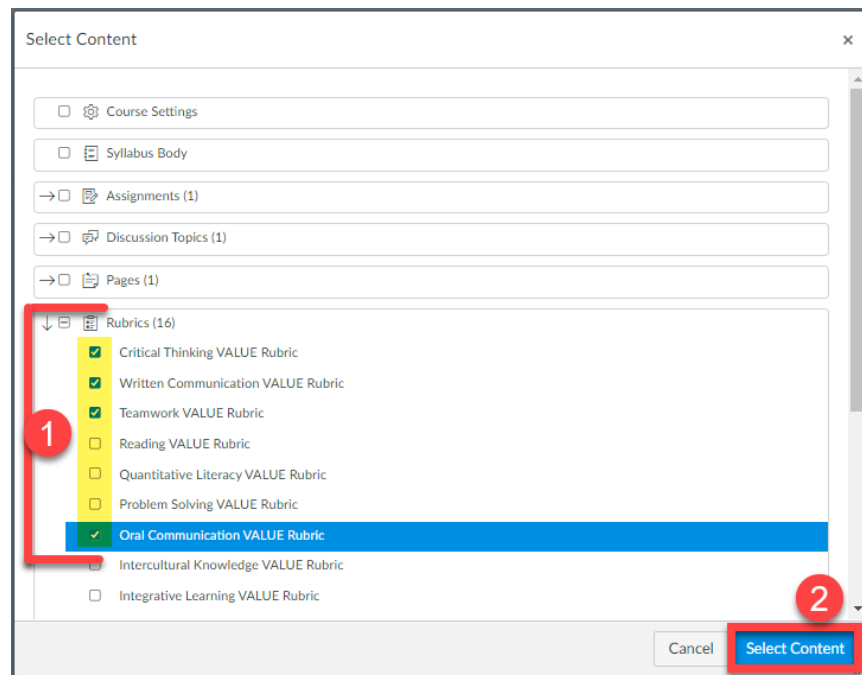 Select Content
×
Course Settings
Syllabus Body
Assignments (1)
Discussion Topics (1)
Pages (1)
Rubrics (16)
Critical Thinking VALUE Rubric
Written Communication VALUE Rubric
Teamwork VALUE Rubric
1
Reading VALUE Rubric
Quantitative Literacy VALUE Rubric
Problem Solving VALUE Rubric
Oral Communication VALUE Rubric
Intercultural Knowledge VALUE Rubric
Integrative Learning VALUE Rubric
2
Cancel Select Content